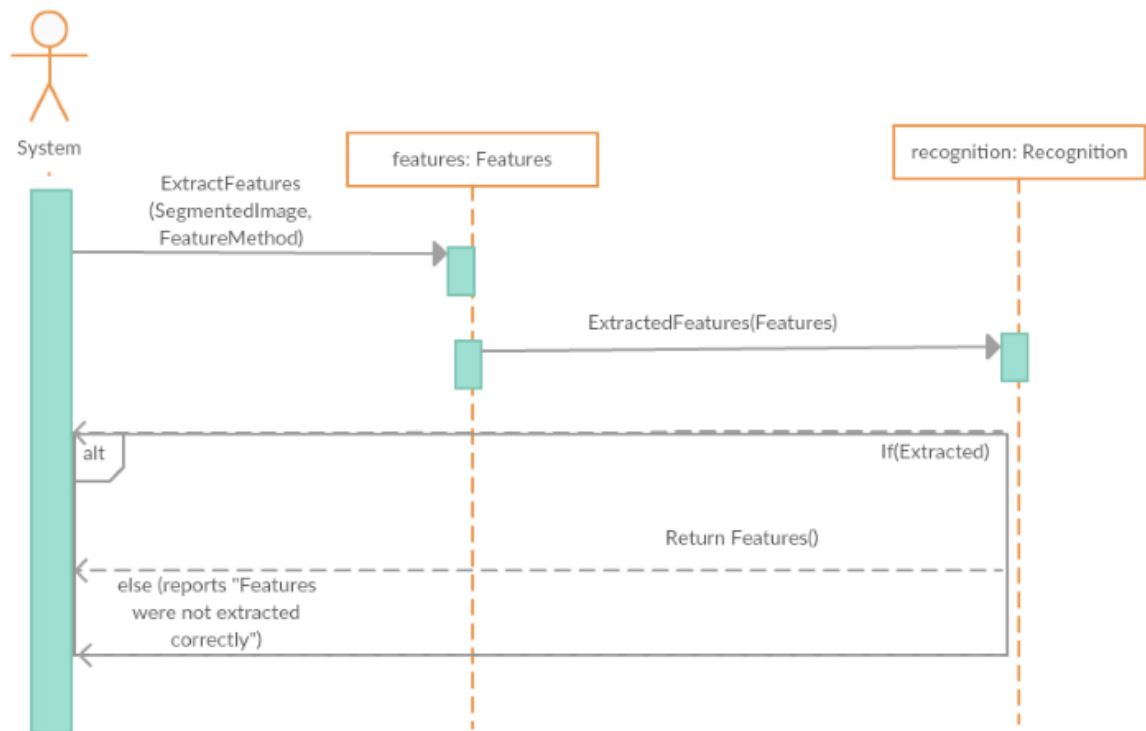 System
features: Features
recognition: Recognition
ExtractFeatures
(SegmentedImage,
FeatureMethod)
ExtractedFeatures(Features)
alt
If(Extracted)
Return Features()
else (reports "Features
were not extracted
correctly")